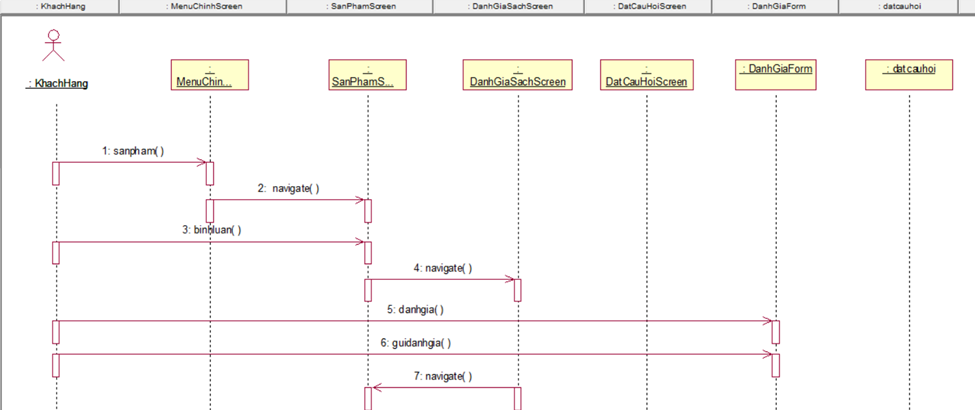 : KhachHang
: MenuChinhScreen
: SanPhamScreen
: DanhGiaSachScreen
: DatCauHoiScreen
: DanhGiaForm
: datcauhoi
: KhachHang
:
MenuChin...
:
SanPhamS...
:
DanhGiaSachScreen
:
DatCauHoiScreen
: DanhGiaForm
: datcauhoi
1: sanpham( )
2: navigate( )
3: binhluan( )
4: navigate( )
5: danhgia( )
6: guidanhgia( )
7: navigate( )